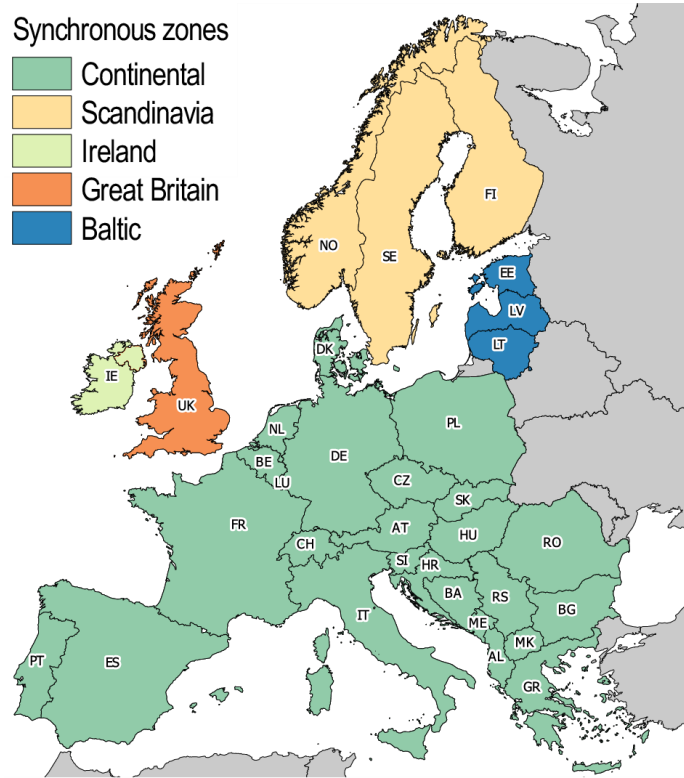 Synchronous zones
Continental
Scandinavia
Ireland
Great Britain
Baltic
FI
NO
SE
EE
LV
LT
DK
IE
UK
NL
PL
BE
DE
LU
CZ
SK
FR
AT
CH
HU
RO
SI
HR
BA
RS
IT
ME
BG
MK
PT
ES
AL
GR